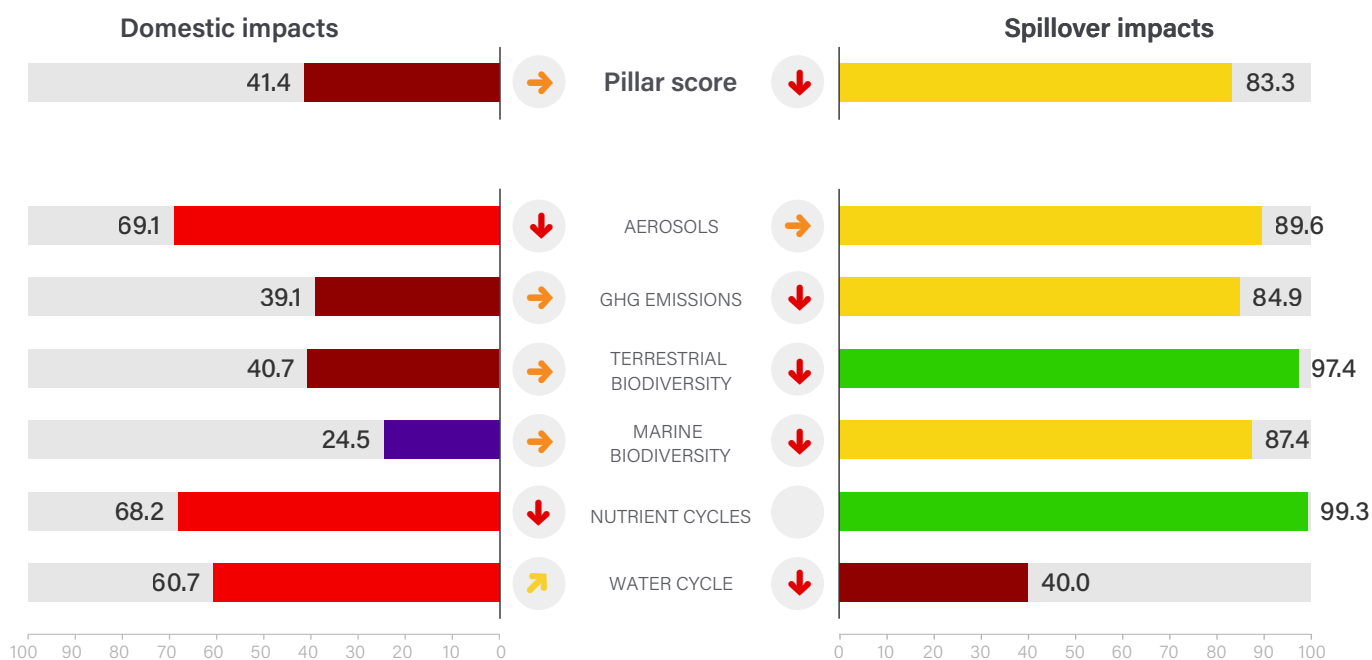 Domestic impacts
Spillover impacts
41.4
Pillar score
83.3
69.1
AEROSOLS
89.6
39.1
GHG EMISSIONS
84.9
40.7
TERRESTRIAL
BIODIVERSITY
97.4
24.5
MARINE
BIODIVERSITY
87.4
68.2
NUTRIENT CYCLES
99.3
60.7
WATER CYCLE
40.0
100 90 80 70 60 50 40 30 20 10 0
0 10 20 30 40 50 60 70 80 90 100